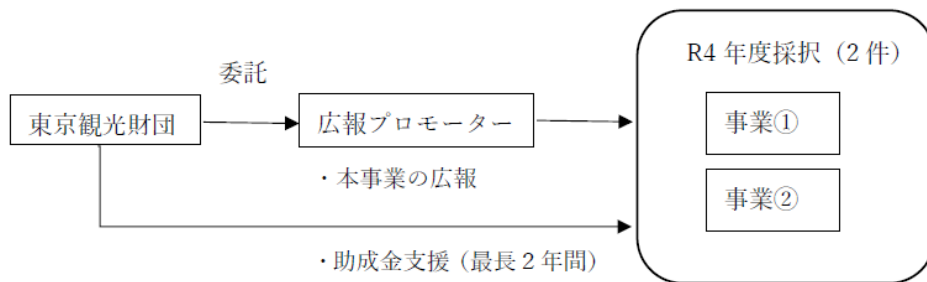 R4 年度採択（2 件）
委託
東京観光財団
広報プロモーター
事業①
・本事業の広報
事業②
・助成金支援（最長 2 年間）